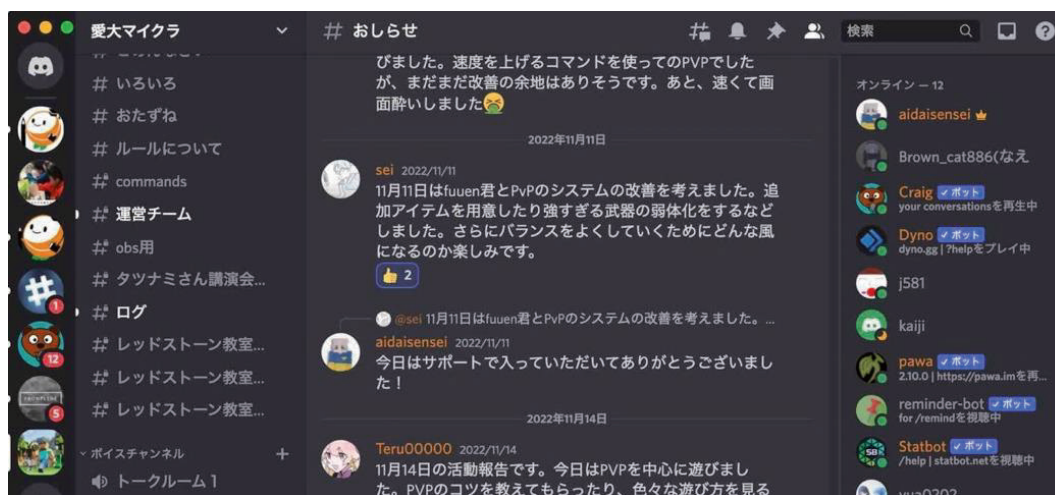 愛大マイクラ
# いろいろ
# おたずね
# ルールについて
commands
運営チーム
obs用
タツナミさん講演会...
ログ
レッドストーン教室...
レッドストーン教室...
レッドストーン教室...
ボイスチャンネル +
トークルーム 1
1
12
5
# おしらせ
びました。速度を上げるコマンドを使ってのPVPでした
が、まだまだ改善の余地はありそうです。あと、速くて画
面酔いしました🤮
2022年11月11日
sei 2022/11/11
11月11日はfuuen君とPvPのシステムの改善を考えました。追
加アイテムを用意したり強すぎる武器の弱体化をするなど
しました。さらにバランスをよくしていくためにどんな風
になるのか楽しみです。
👍 2
@sei 11月11日はfuuen君とPvPのシステムの改善を考えました。...
aidaisensei 2022/11/11
今日はサポートで入っていただいてありがとうございまし
た！
2022年11月14日
Teru00000 2022/11/14
11月14日の活動報告です。今日はPVPを中心に遊びまし
た。PVPのコツを教えてもらったり、色々な遊び方を見る
検索
オンライン — 12
aidaisensei
Brown_cat886(なえ
Craig ✓ボット
your conversationsを再生中
Dyno ✓ボット
dyno.gg | ?helpをプレイ中
j581
kaiji
pawa ✓ボット
2.10.0 | https://pawa.imを再...
reminder-bot ✓ボット
for /remindを視聴中
Statbot ✓ボット
/help | statbot.netを視聴中